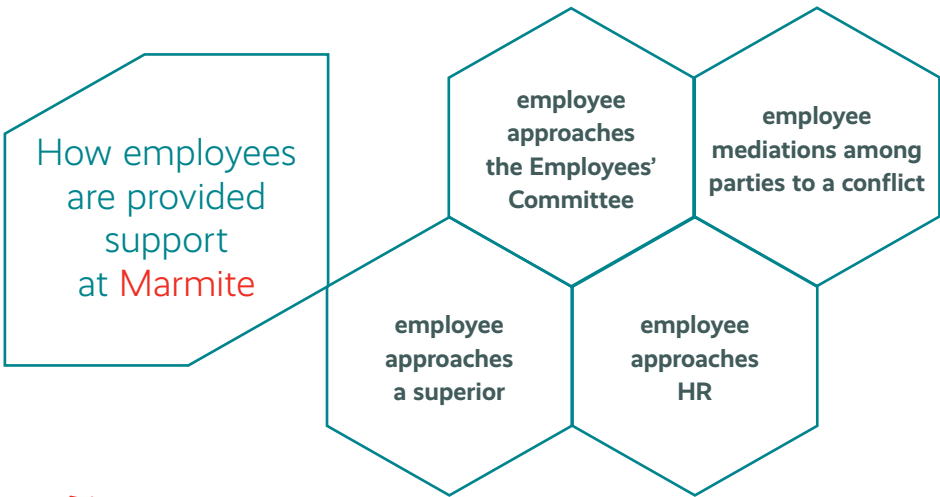 How employees
are provided
support
at Marmite
employee
approaches
the Employees’
Committee
employee
mediations among
parties to a conflict
employee
approaches
a superior
employee
approaches
HR